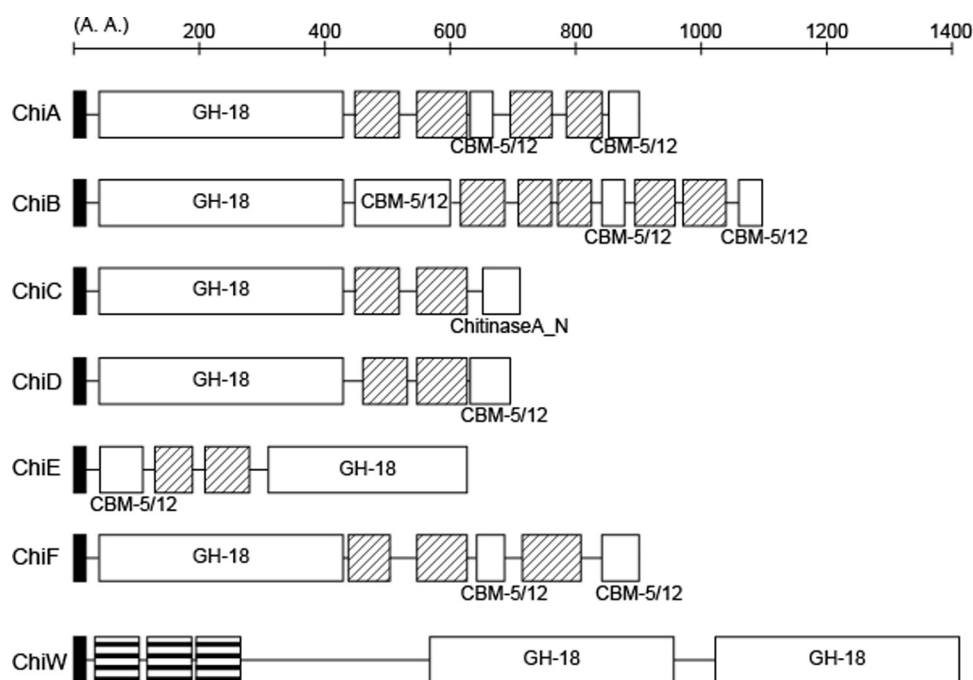 (A. A.) 200 400 600 800 1000 1200 1400
ChiA GH-18
CBM-5/12 CBM-5/12
ChiB GH-18 CBM-5/12
CBM-5/12 CBM-5/12
ChiC GH-18
ChitinaseA_N
ChiD GH-18
CBM-5/12
ChiE GH-18
CBM-5/12
ChiF GH-18
CBM-5/12 CBM-5/12
ChiW GH-18 GH-18